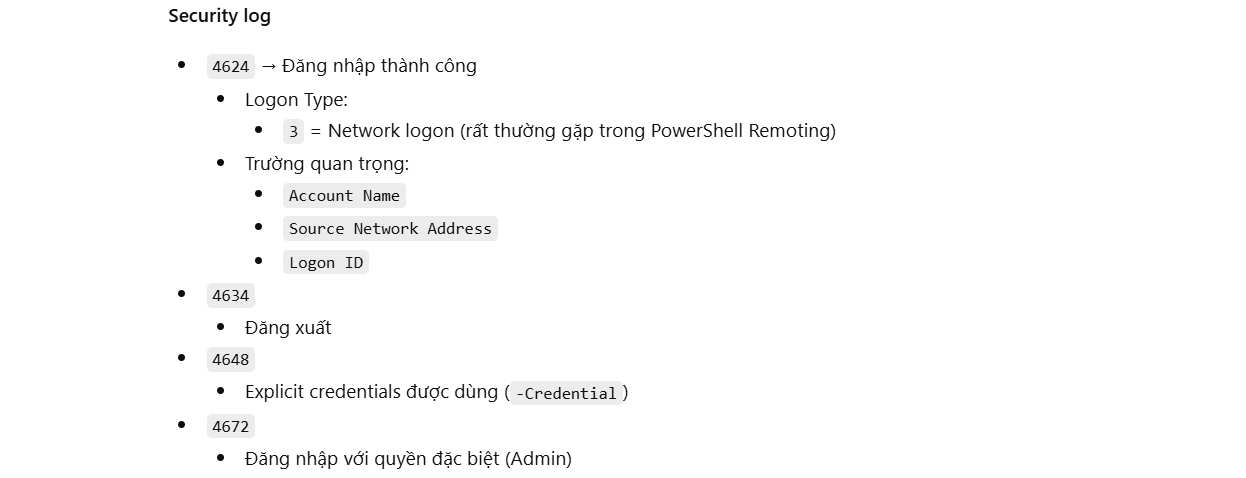 Security log
4624 → Đăng nhập thành công
Logon Type:
3 = Network logon (rất thường gặp trong PowerShell Remoting)
Trường quan trọng:
Account Name
Source Network Address
Logon ID
4634
Đăng xuất
4648
Explicit credentials được dùng (-Credential)
4672
Đăng nhập với quyền đặc biệt (Admin)